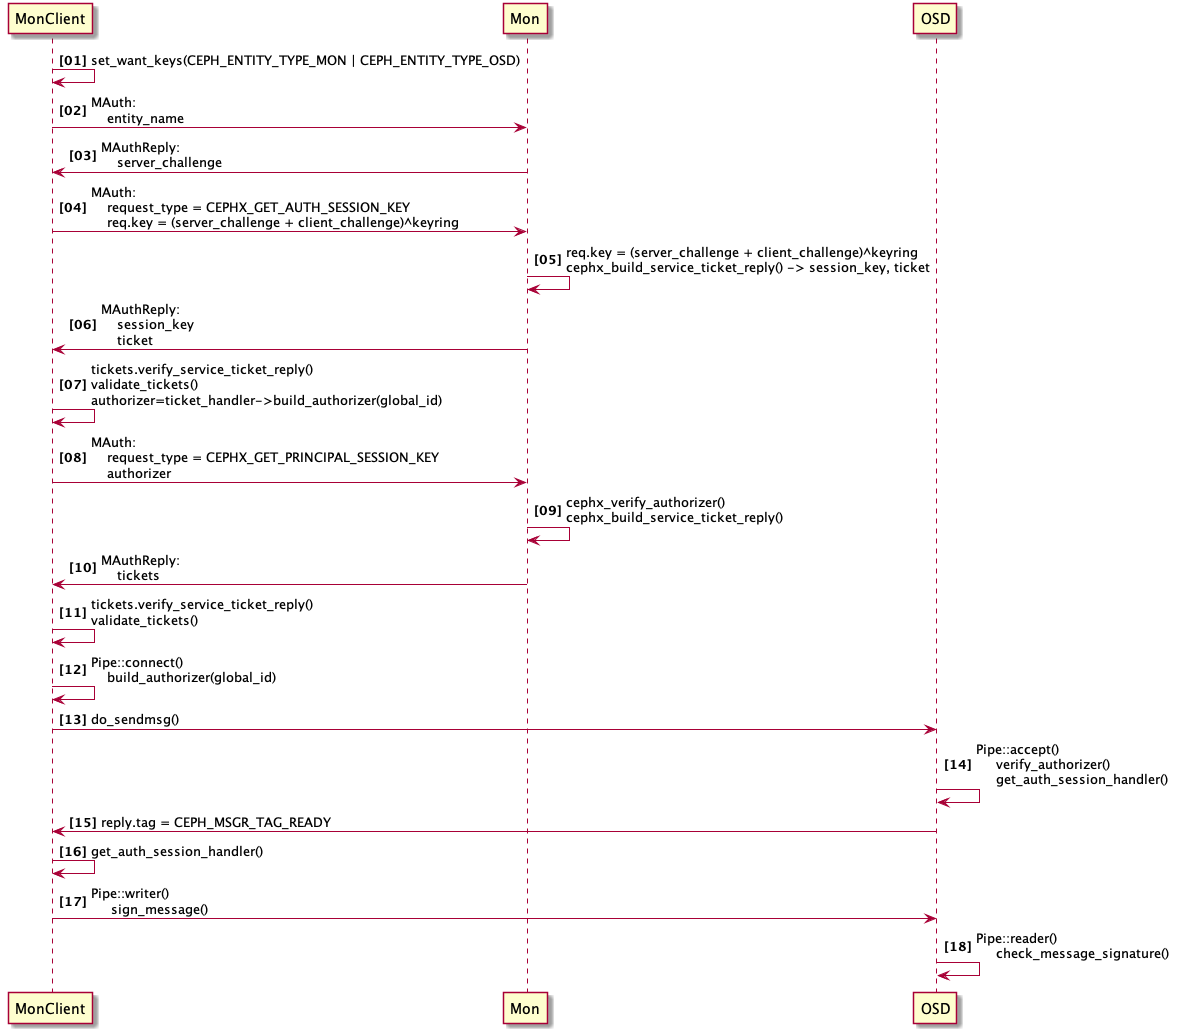 MonClient
Mon
OSD
[01] set_want_keys(CEPH_ENTITY_TYPE_MON | CEPH_ENTITY_TYPE_OSD)
MAuth:
[02] entity_name
MAuthReply:
[03] server_challenge
MAuth:
[04] request_type = CEPHX_GET_AUTH_SESSION_KEY
req.key = (server_challenge + client_challenge)^keyring
req.key = (server_challenge + client_challenge)^keyring
[05] cephx_build_service_ticket_reply() -> session_key, ticket
MAuthReply:
[06] session_key
ticket
tickets.verify_service_ticket_reply()
[07] validate_tickets()
authorizer=ticket_handler->build_authorizer(global_id)
MAuth:
[08] request_type = CEPHX_GET_PRINCIPAL_SESSION_KEY
authorizer
cephx_verify_authorizer()
[09] cephx_build_service_ticket_reply()
MAuthReply:
[10] tickets
tickets.verify_service_ticket_reply()
[11] validate_tickets()
Pipe::connect()
[12] build_authorizer(global_id)
[13] do_sendmsg()
Pipe::accept()
[14] verify_authorizer()
get_auth_session_handler()
[15] reply.tag = CEPH_MSGR_TAG_READY
[16] get_auth_session_handler()
Pipe::writer()
[17] sign_message()
Pipe::reader()
[18] check_message_signature()
MonClient
Mon
OSD